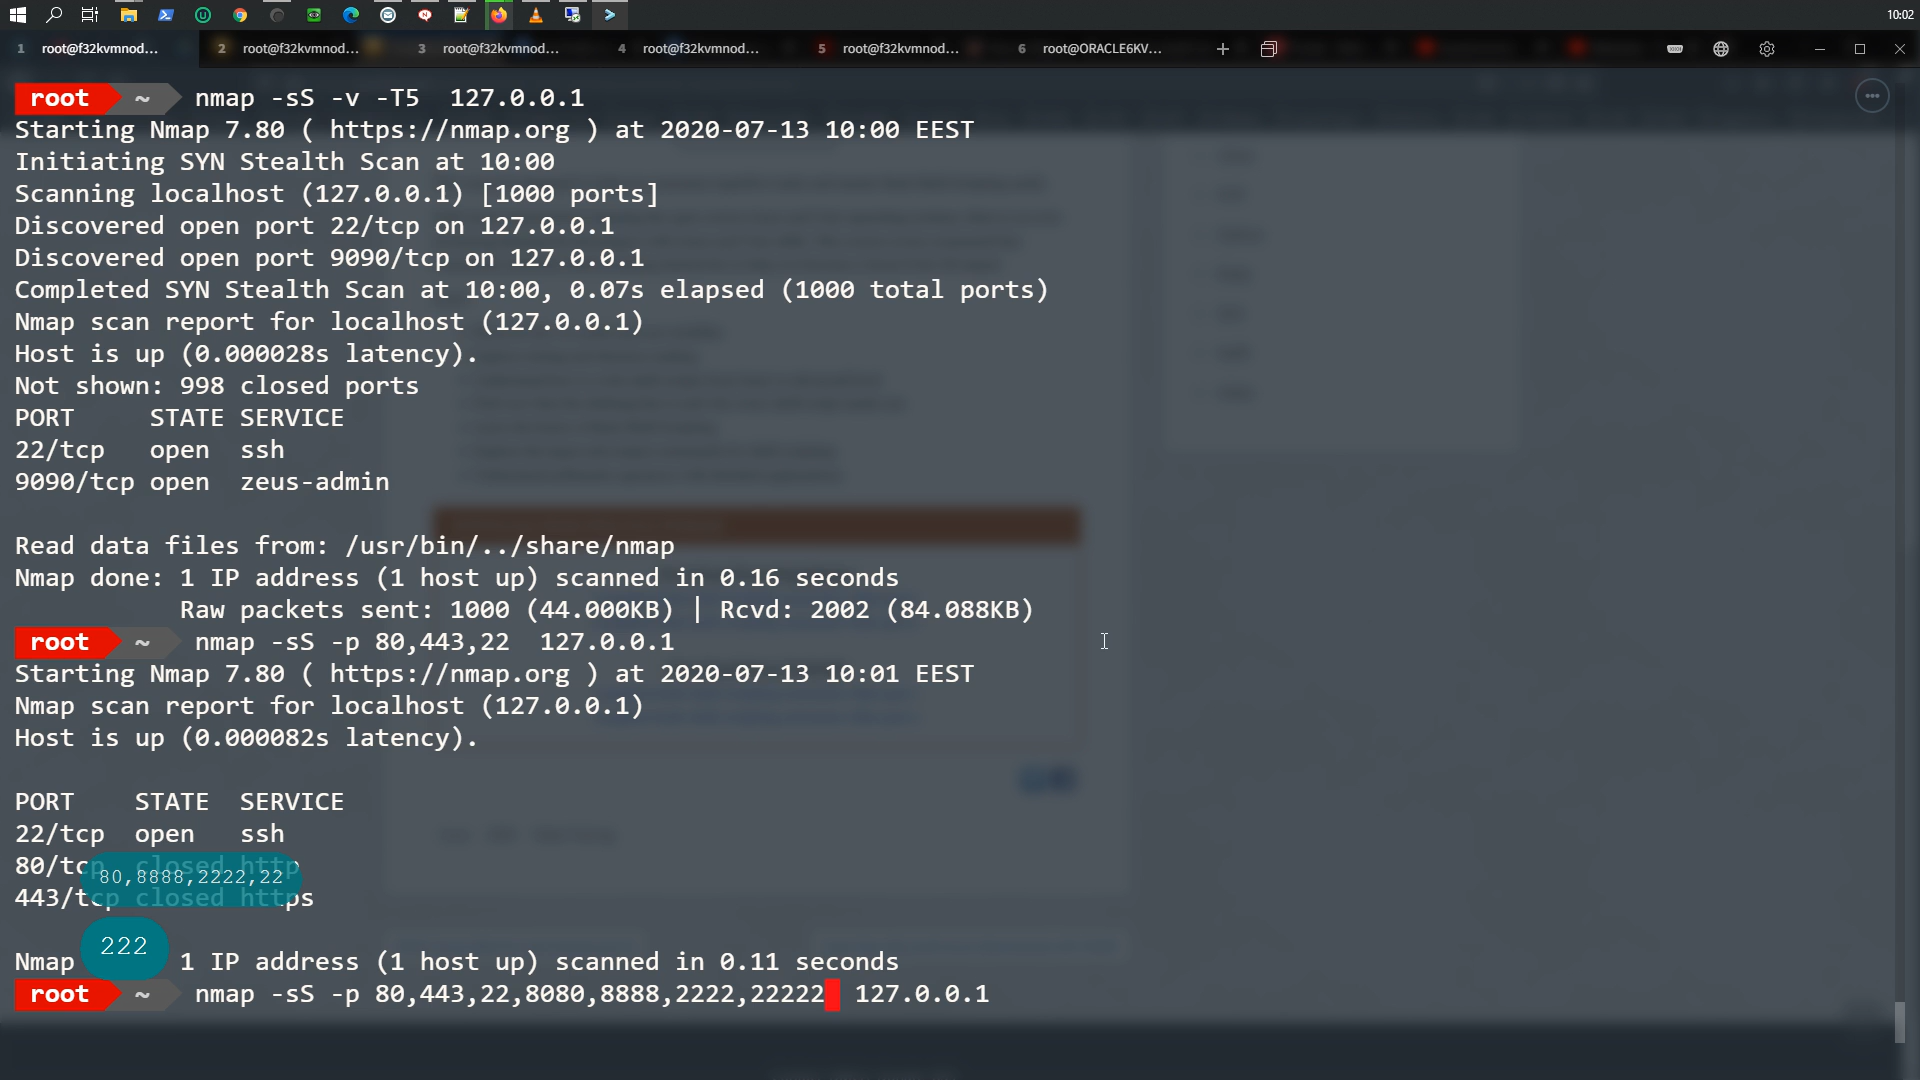 10:02
1 root@f32kvmnod... 2 root@f32kvmnod... 3 root@f32kvmnod... 4 root@f32kvmnod... 5 root@f32kvmnod... 6 root@ORACLE6KV...
root ~ nmap -sS -v -T5 127.0.0.1
Starting Nmap 7.80 ( https://nmap.org ) at 2020-07-13 10:00 EEST
Initiating SYN Stealth Scan at 10:00
Scanning localhost (127.0.0.1) [1000 ports]
Discovered open port 22/tcp on 127.0.0.1
Discovered open port 9090/tcp on 127.0.0.1
Completed SYN Stealth Scan at 10:00, 0.07s elapsed (1000 total ports)
Nmap scan report for localhost (127.0.0.1)
Host is up (0.000028s latency).
Not shown: 998 closed ports
PORT STATE SERVICE
22/tcp open ssh
9090/tcp open zeus-admin
Read data files from: /usr/bin/../share/nmap
Nmap done: 1 IP address (1 host up) scanned in 0.16 seconds
Raw packets sent: 1000 (44.000KB) | Rcvd: 2002 (84.088KB)
root ~ nmap -sS -p 80,443,22 127.0.0.1
Starting Nmap 7.80 ( https://nmap.org ) at 2020-07-13 10:01 EEST
Nmap scan report for localhost (127.0.0.1)
Host is up (0.000082s latency).
PORT STATE SERVICE
22/tcp open ssh
80/tcp closed http
80,8888,2222,22
443/tcp closed https
222
Nmap 1 IP address (1 host up) scanned in 0.11 seconds
root ~ nmap -sS -p 80,443,22,8080,8888,2222,22222 127.0.0.1